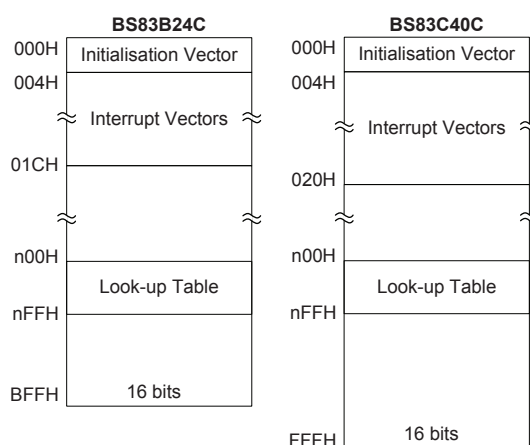 BS83B24C
000H
Initialisation Vector
004H
Interrupt Vectors
01CH
n00H
Look-up Table
nFFH
BFFH
16 bits
BS83C40C
000H
Initialisation Vector
004H
Interrupt Vectors
020H
n00H
Look-up Table
nFFH
FFFH
16 bits